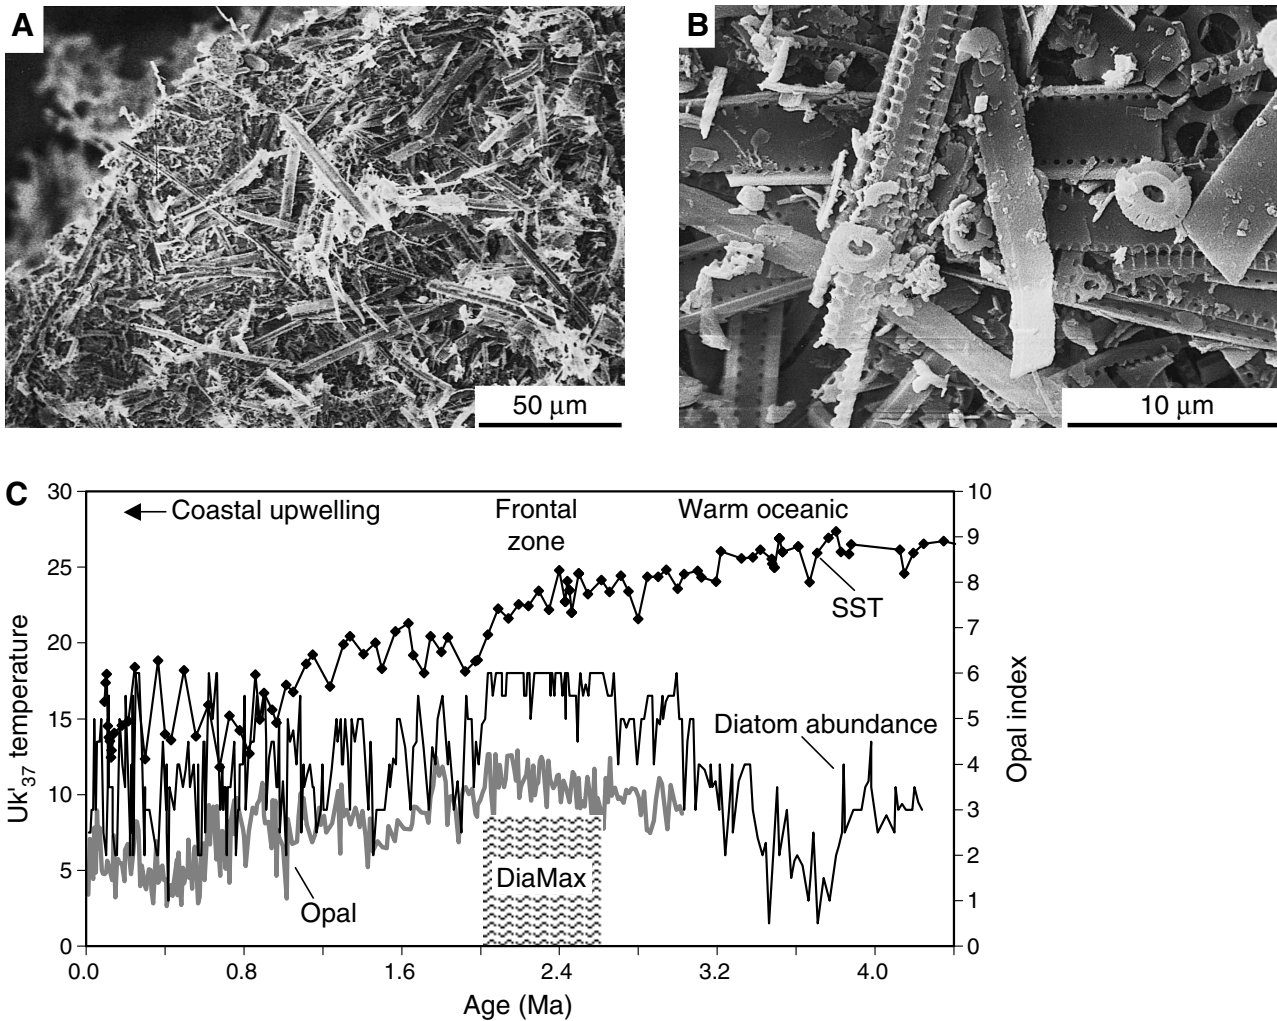 A
B
50 µm
10 µm
C
Coastal upwelling
Frontal
zone
Warm oceanic
SST
Diatom abundance
DiaMax
Opal
30
25
20
15
10
5
0
Uk'37 temperature
10
9
8
7
6
5
4
3
2
1
0
Opal index
0.0 0.8 1.6 2.4 3.2 4.0
Age (Ma)